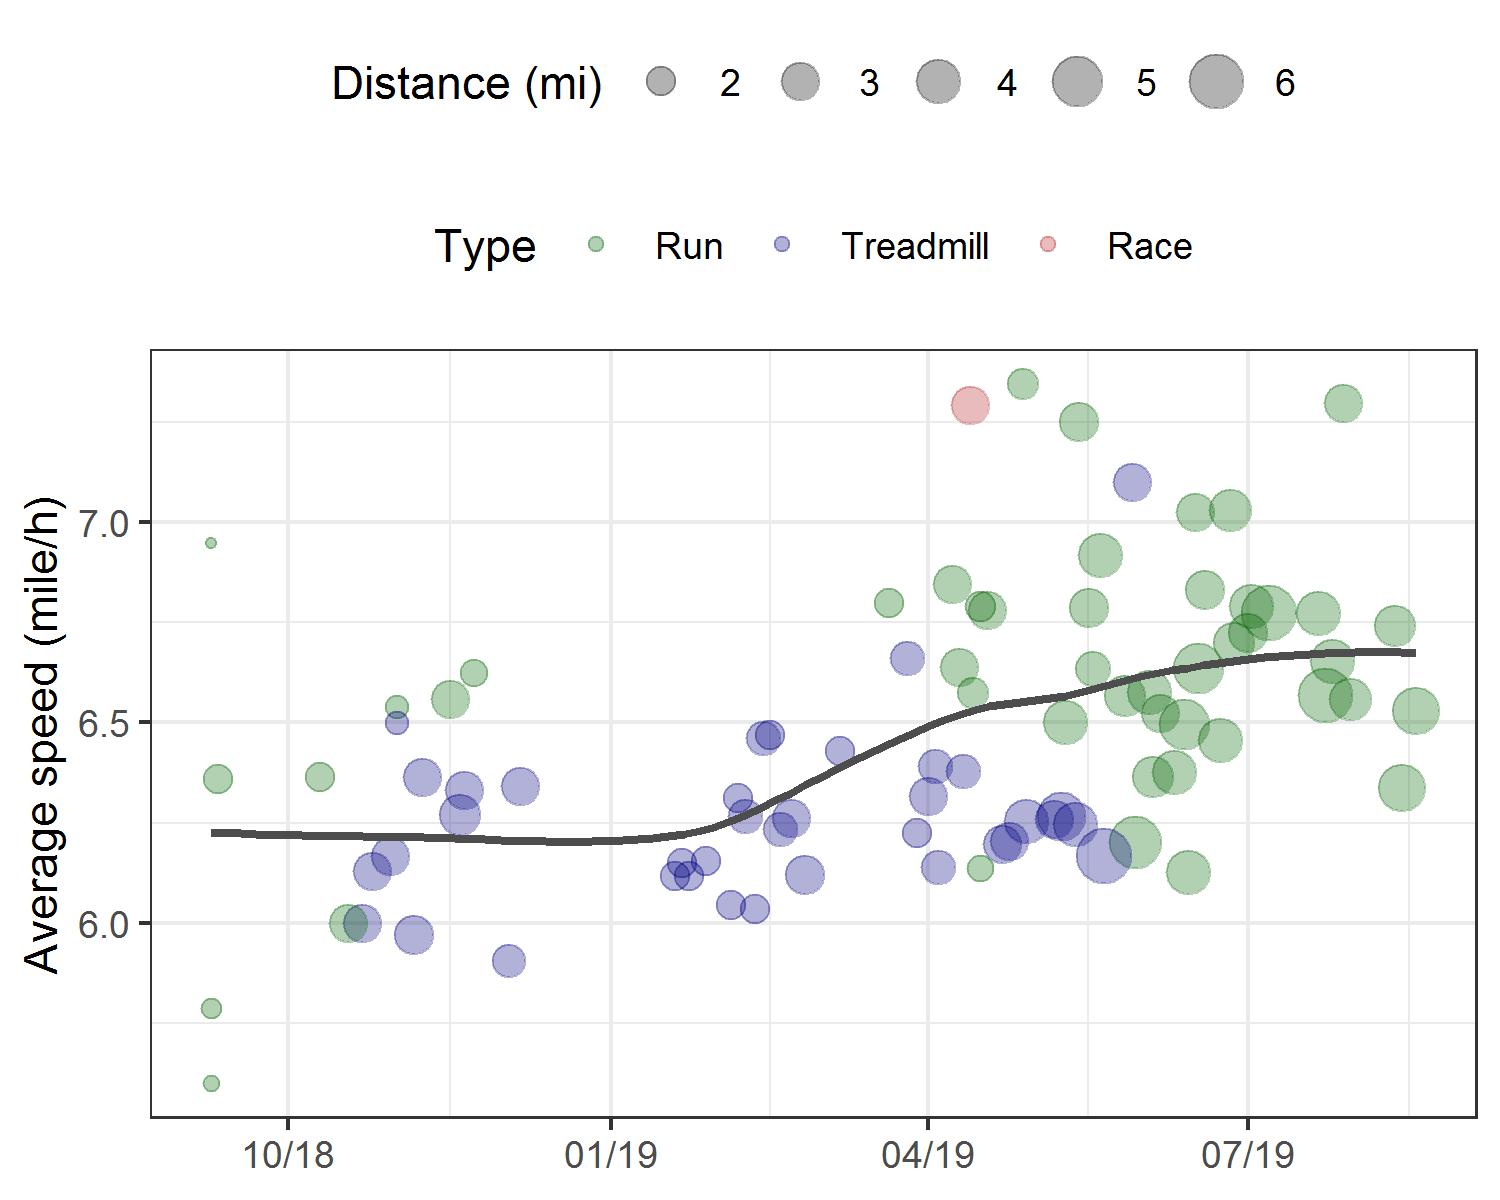 Distance (mi) 2 3 4 5 6
Type Run Treadmill Race
Average speed (mile/h)
7.0
6.5
6.0
10/18 01/19 04/19 07/19